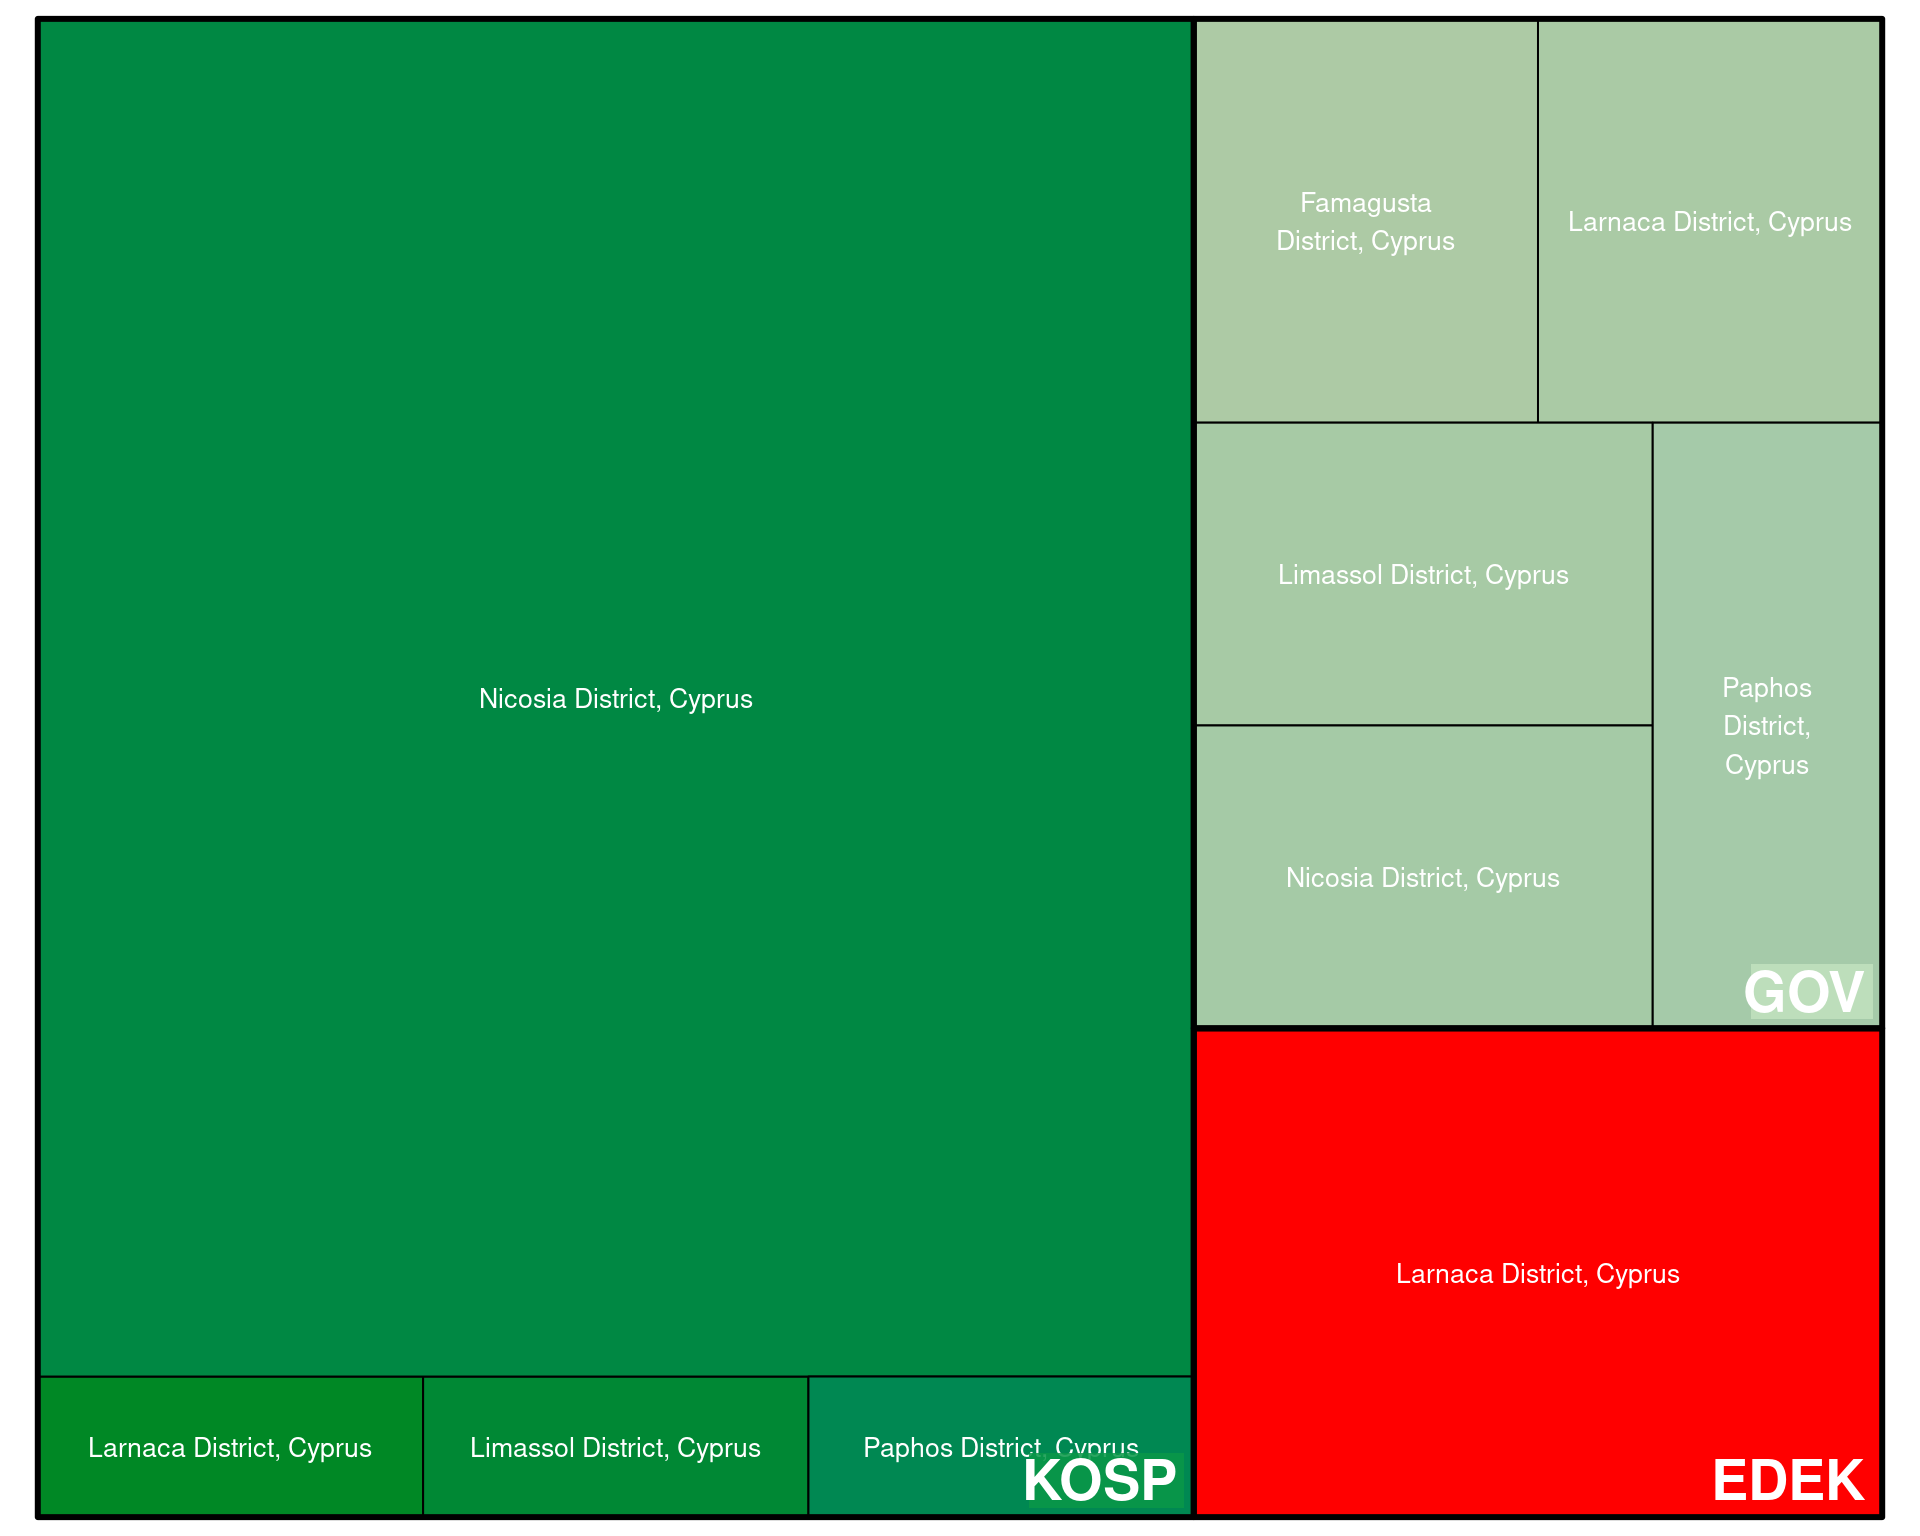 Nicosia District, Cyprus
Larnaca District, Cyprus
Limassol District, Cyprus
Paphos District, Cyprus
KOSP
Famagusta
District, Cyprus
Larnaca District, Cyprus
Limassol District, Cyprus
Nicosia District, Cyprus
Paphos
District,
Cyprus
GOV
Larnaca District, Cyprus
EDEK